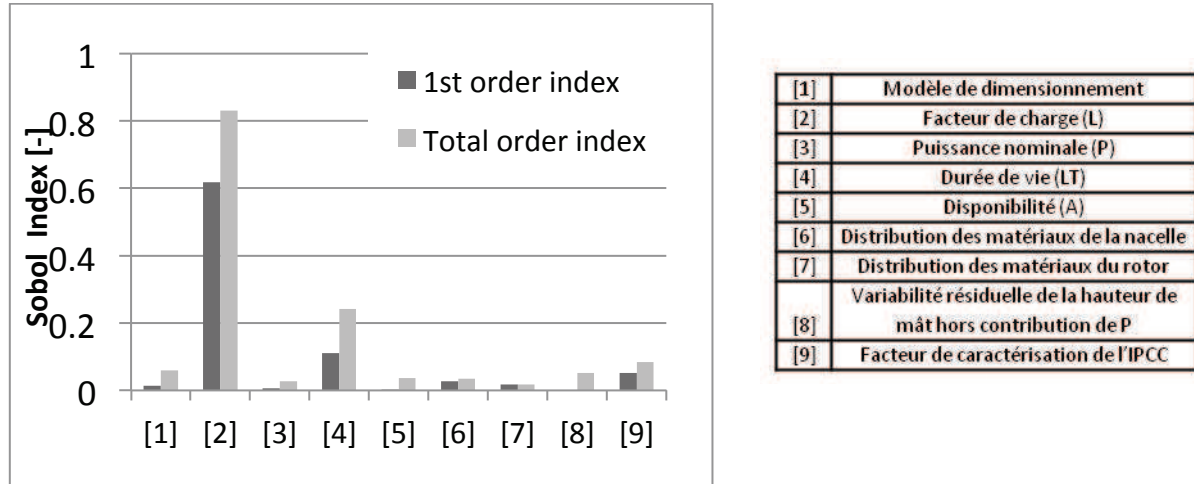 1
0.8
0.6
0.4
0.2
0
Sobol Index [-]
1st order index
Total order index
[1] [2] [3] [4] [5] [6] [7] [8] [9]
[1] Modèle de dimensionnement
[2] Facteur de charge (L)
[3] Puissance nominale (P)
[4] Durée de vie (LT)
[5] Disponibilité (A)
[6] Distribution des matériaux de la nacelle
[7] Distribution des matériaux du rotor
Variabilité résiduelle de la hauteur de
[8] mât hors contribution de P
[9] Facteur de caractérisation de l'IPCC